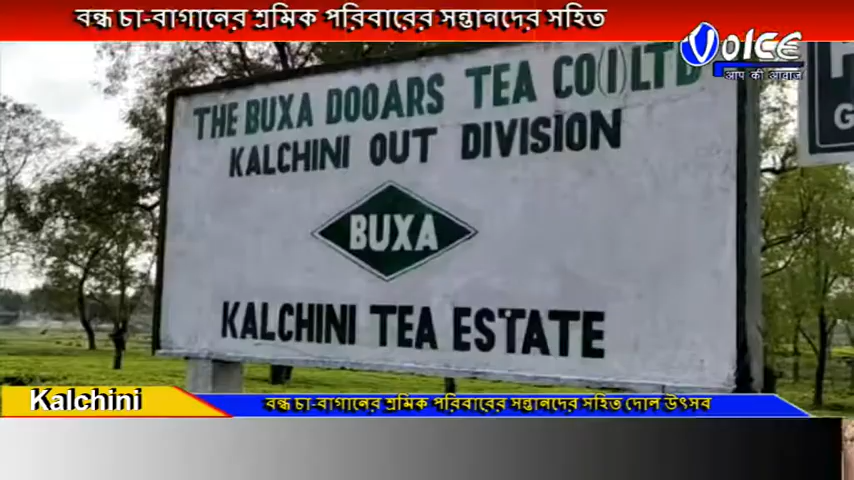 বন্ধ চা-বাগানের শ্রমিক পরিবারের সন্তানদের সহিত
VOICE
आप की आवाज
THE BUXA DOOARS TEA CO(I)LTD
KALCHINI OUT DIVISION
BUXA
KALCHINI TEA ESTATE
G
Kalchini
বন্ধ চা-বাগানের শ্রমিক পরিবারের সন্তানদের সহিত দোল উৎসব